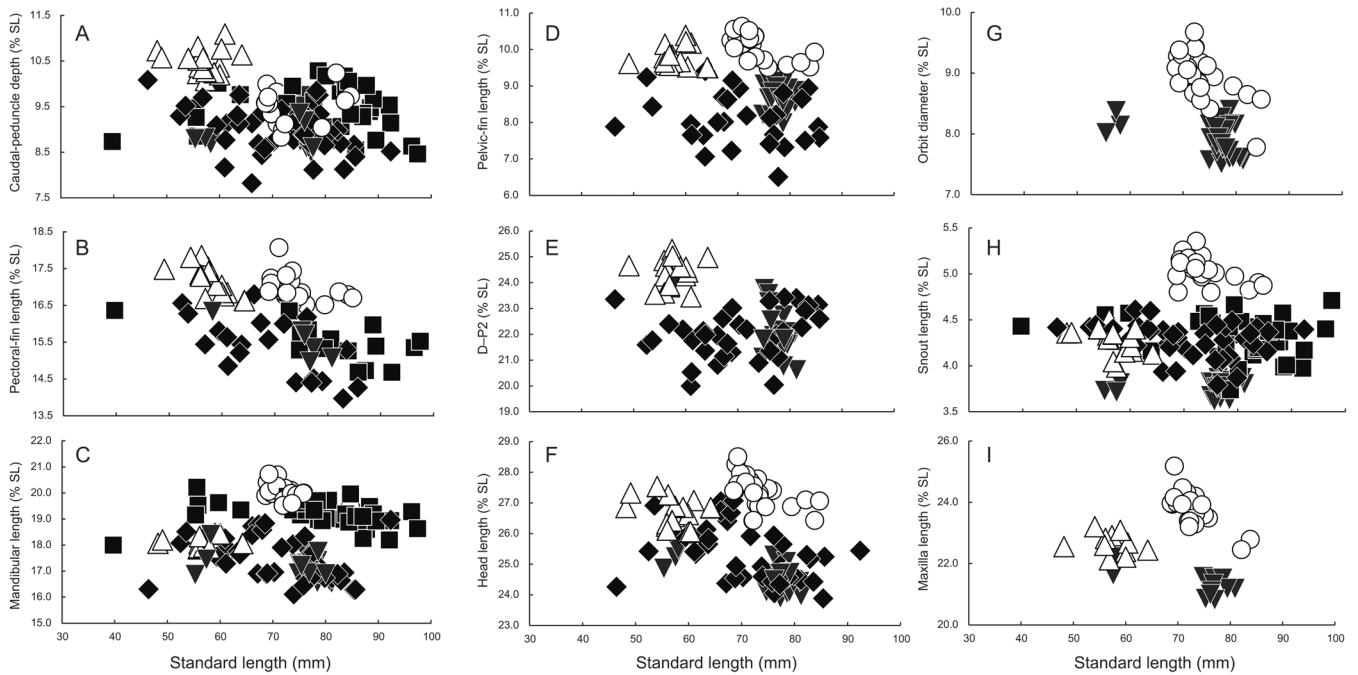 A
Caudal-peduncle depth (% SL)
11.5
10.5
9.5
8.5
7.5
B
Pectoral-fin length (% SL)
18.5
17.5
16.5
15.5
14.5
13.5
C
Mandibular length (% SL)
22.0
21.0
20.0
19.0
18.0
17.0
16.0
15.0
30 40 50 60 70 80 90 100
Standard length (mm)
D
Pelvic-fin length (% SL)
11.0
10.0
9.0
8.0
7.0
6.0
E
D–P2 (% SL)
26.0
25.0
24.0
23.0
22.0
21.0
20.0
19.0
F
Head length (% SL)
29.0
28.0
27.0
26.0
25.0
24.0
23.0
30 40 50 60 70 80 90 100
Standard length (mm)
G
Orbit diameter (% SL)
10.0
9.0
8.0
7.0
H
Snout length (% SL)
5.5
5.0
4.5
4.0
3.5
I
Maxilla length (% SL)
26.0
24.0
22.0
20.0
30 40 50 60 70 80 90 100
Standard length (mm)